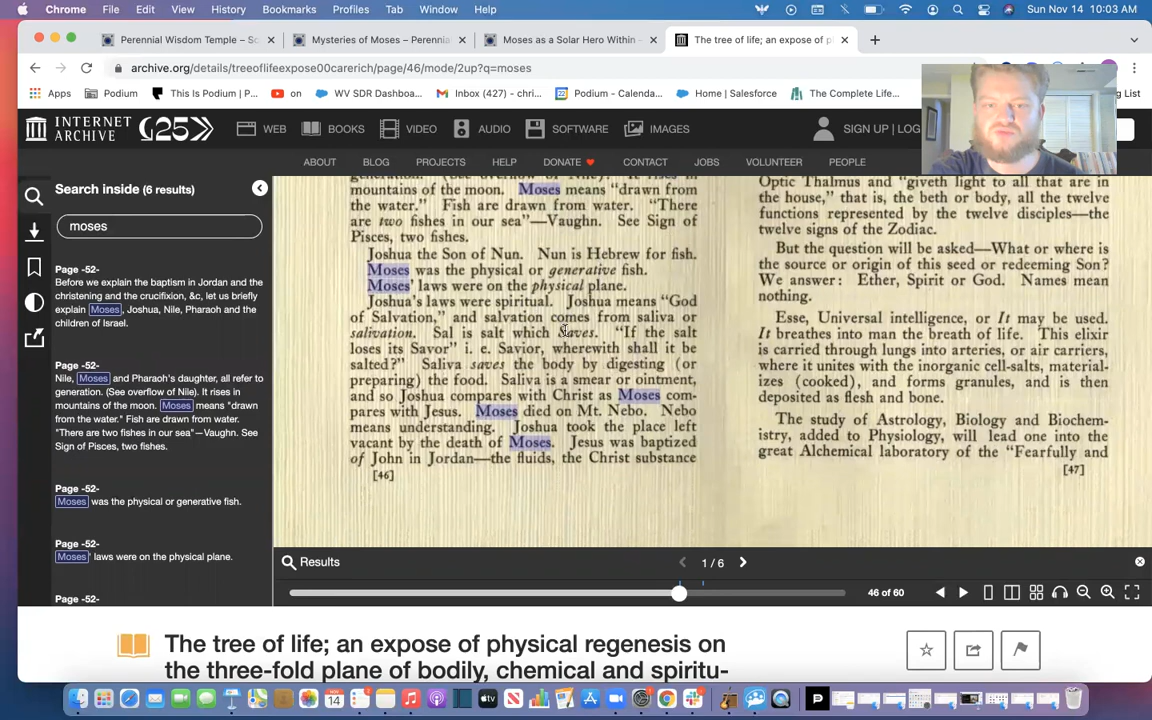 Chrome File Edit View History Bookmarks Profiles Tab Window Help
Sun Nov 14 10:03 AM
Perennial Wisdom Temple – Sc
Mysteries of Moses – Perennia
Moses as a Solar Hero Within -
The tree of life; an expose of p
archive.org/details/treeoflifeexpose00carerich/page/46/mode/2up?q=moses
Apps
Podium
This Is Podium | P...
on
WV SDR Dashboa...
Inbox (427) - chri...
Podium - Calenda...
Home | Salesforce
The Complete Life...
ng List
INTERNET
ARCHIVE
25
WEB BOOKS VIDEO AUDIO SOFTWARE IMAGES
SIGN UP | LOG
ABOUT BLOG PROJECTS HELP DONATE CONTACT JOBS VOLUNTEER PEOPLE
Search inside (6 results)
moses
Page -52-
Before we explain the baptism in Jordan and the
christening and the crucifixion, &c, let us briefly
explain Moses, Joshua, Nile, Pharaoh and the
children of Israel.
Page -52-
Nile, Moses and Pharaoh's daughter, all refer to
generation. (See overflow of Nile). It rises in
mountains of the moon. Moses means "drawn
from the water." Fish are drawn from water.
"There are two fishes in our sea"—Vaughn. See
Sign of Pisces, two fishes.
Page -52-
Moses was the physical or generative fish.
Page -52-
Moses' laws were on the physical plane.
Page -52-
generation. (See overflow of Nile). It rises in
mountains of the moon. Moses means "drawn from
the water." Fish are drawn from water. "There
are two fishes in our sea"—Vaughn. See Sign of
Pisces, two fishes.
Joshua the Son of Nun. Nun is Hebrew for fish.
Moses was the physical or generative fish.
Moses' laws were on the physical plane.
Joshua's laws were spiritual. Joshua means "God
of Salvation," and salvation comes from saliva or
salivation. Sal is salt which saves. "If the salt
loses its Savor" i. e. Savior, wherewith shall it be
salted?" Saliva saves the body by digesting (or
preparing) the food. Saliva is a smear or ointment,
and so Joshua compares with Christ as Moses com-
pares with Jesus. Moses died on Mt. Nebo. Nebo
means understanding. Joshua took the place left
vacant by the death of Moses. Jesus was baptized
of John in Jordan—the fluids, the Christ substance
[46]
Optic Thalmus and "giveth light to all that are in
the house," that is, the beth or body, all the twelve
functions represented by the twelve disciples—the
twelve signs of the Zodiac.
But the question will be asked—What or where is
the source or origin of this seed or redeeming Son?
We answer: Ether, Spirit or God. Names mean
nothing.
Esse, Universal intelligence, or It may be used.
It breathes into man the breath of life. This elixir
is carried through lungs into arteries, or air carriers,
where it unites with the inorganic cell-salts, material-
izes (cooked), and forms granules, and is then
deposited as flesh and bone.
The study of Astrology, Biology and Biochem-
istry, added to Physiology, will lead one into the
great Alchemical laboratory of the "Fearfully and
[47]
Results
1 / 6
46 of 60
The tree of life; an expose of physical regenesis on
the three-fold plane of bodily, chemical and spiritu-